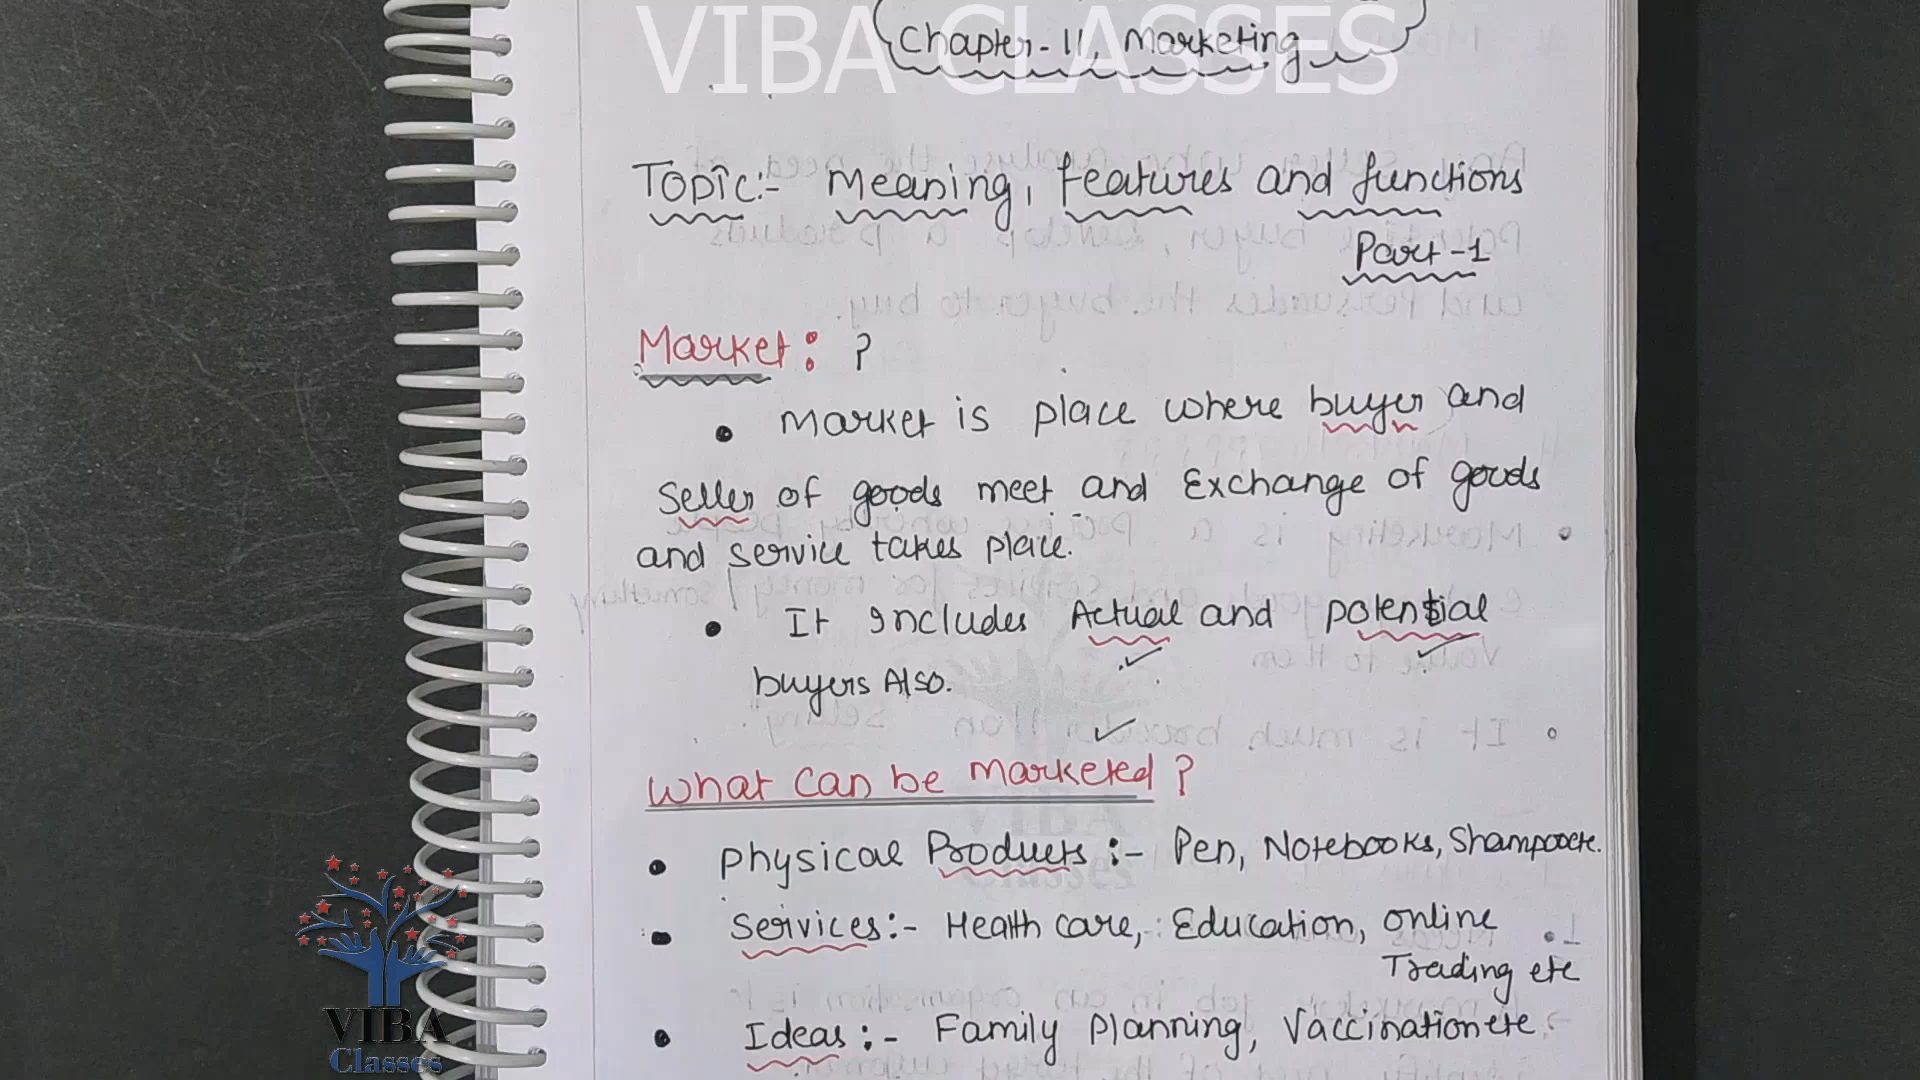 VIBA CLASSES
Chapter-11, Marketing
Topic:- Meaning, features and functions
Part-1
Market: ?
• Market is place where buyer and
Seller of goods meet and Exchange of goods
and service takes place.
• It Includes Actual and potential
buyers Also.
What can be marketed ?
• Physical Products :- Pen, Notebooks, Shampooetc.
• Services:- Health care, Education, online
Trading etc
• Ideas :- Family Planning, Vaccination etc.
VIBA
Classes